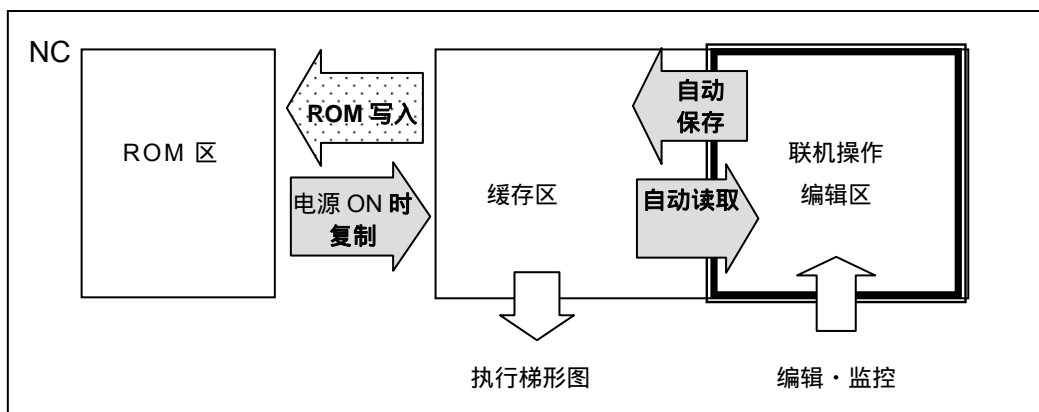 NC
ROM 区
ROM 写入
电源 ON 时
复制
缓存区
自动
保存
自动读取
联机操作
编辑区
执行梯形图
编辑・监控